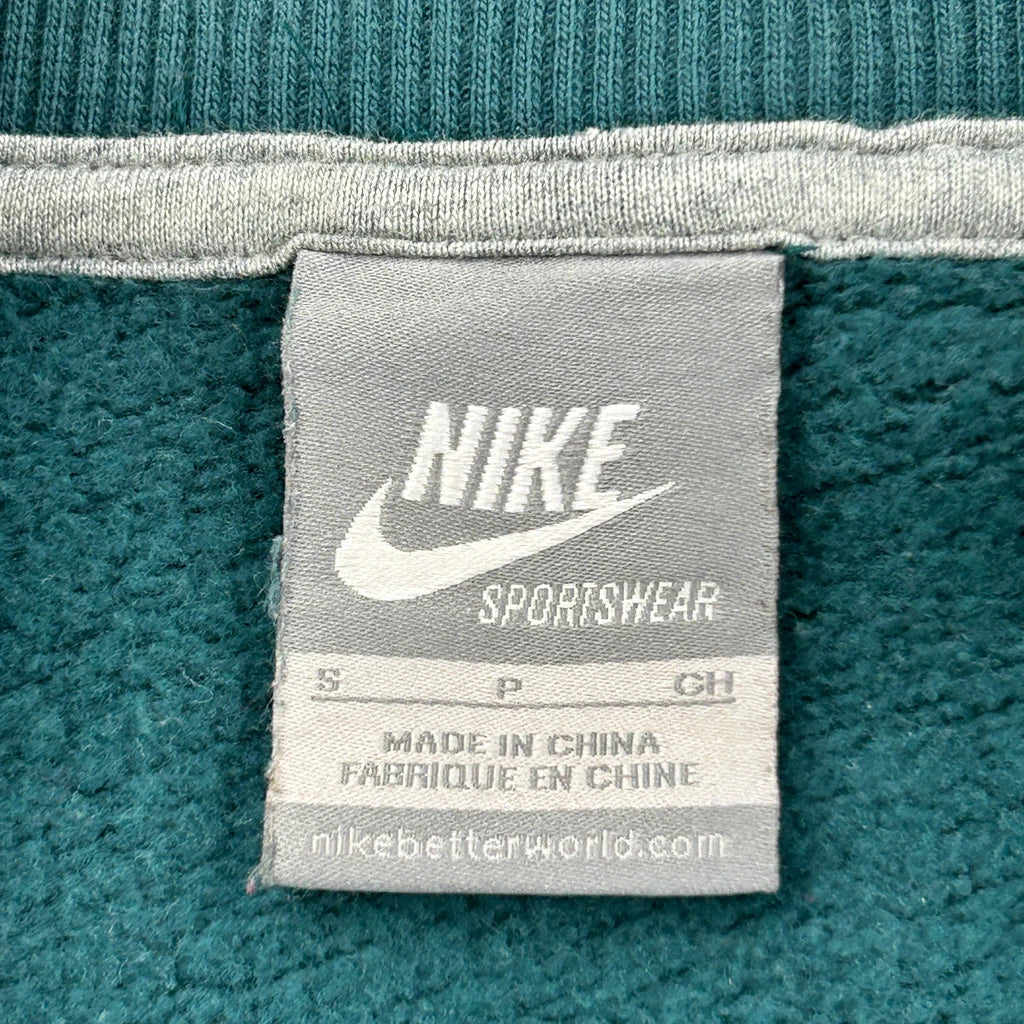 NIKE
SPORTSWEAR
S P CH
MADE IN CHINA
FABRIQUE EN CHINE
nikebetterworld.com